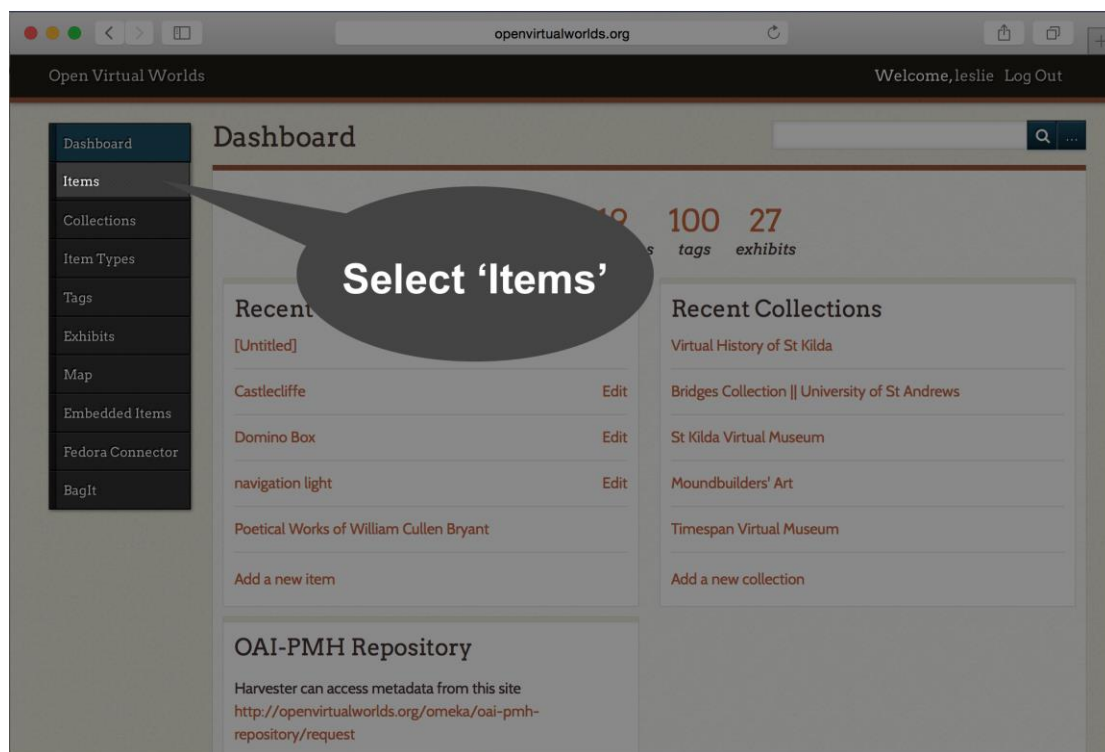 openvirtualworlds.org
Open Virtual Worlds
Welcome, leslie Log Out
Dashboard
Items
Collections
Item Types
Tags
Exhibits
Map
Embedded Items
Fedora Connector
BagIt
Dashboard
...
100 27
tags exhibits
Select ‘Items’
Recent
[Untitled]
Castlecliffe Edit
Domino Box Edit
navigation light Edit
Poetical Works of William Cullen Bryant
Add a new item
Recent Collections
Virtual History of St Kilda
Bridges Collection || University of St Andrews
St Kilda Virtual Museum
Moundbuilders' Art
Timespan Virtual Museum
Add a new collection
OAI-PMH Repository
Harvester can access metadata from this site
http://openvirtualworlds.org/omeka/oai-pmh-
repository/request